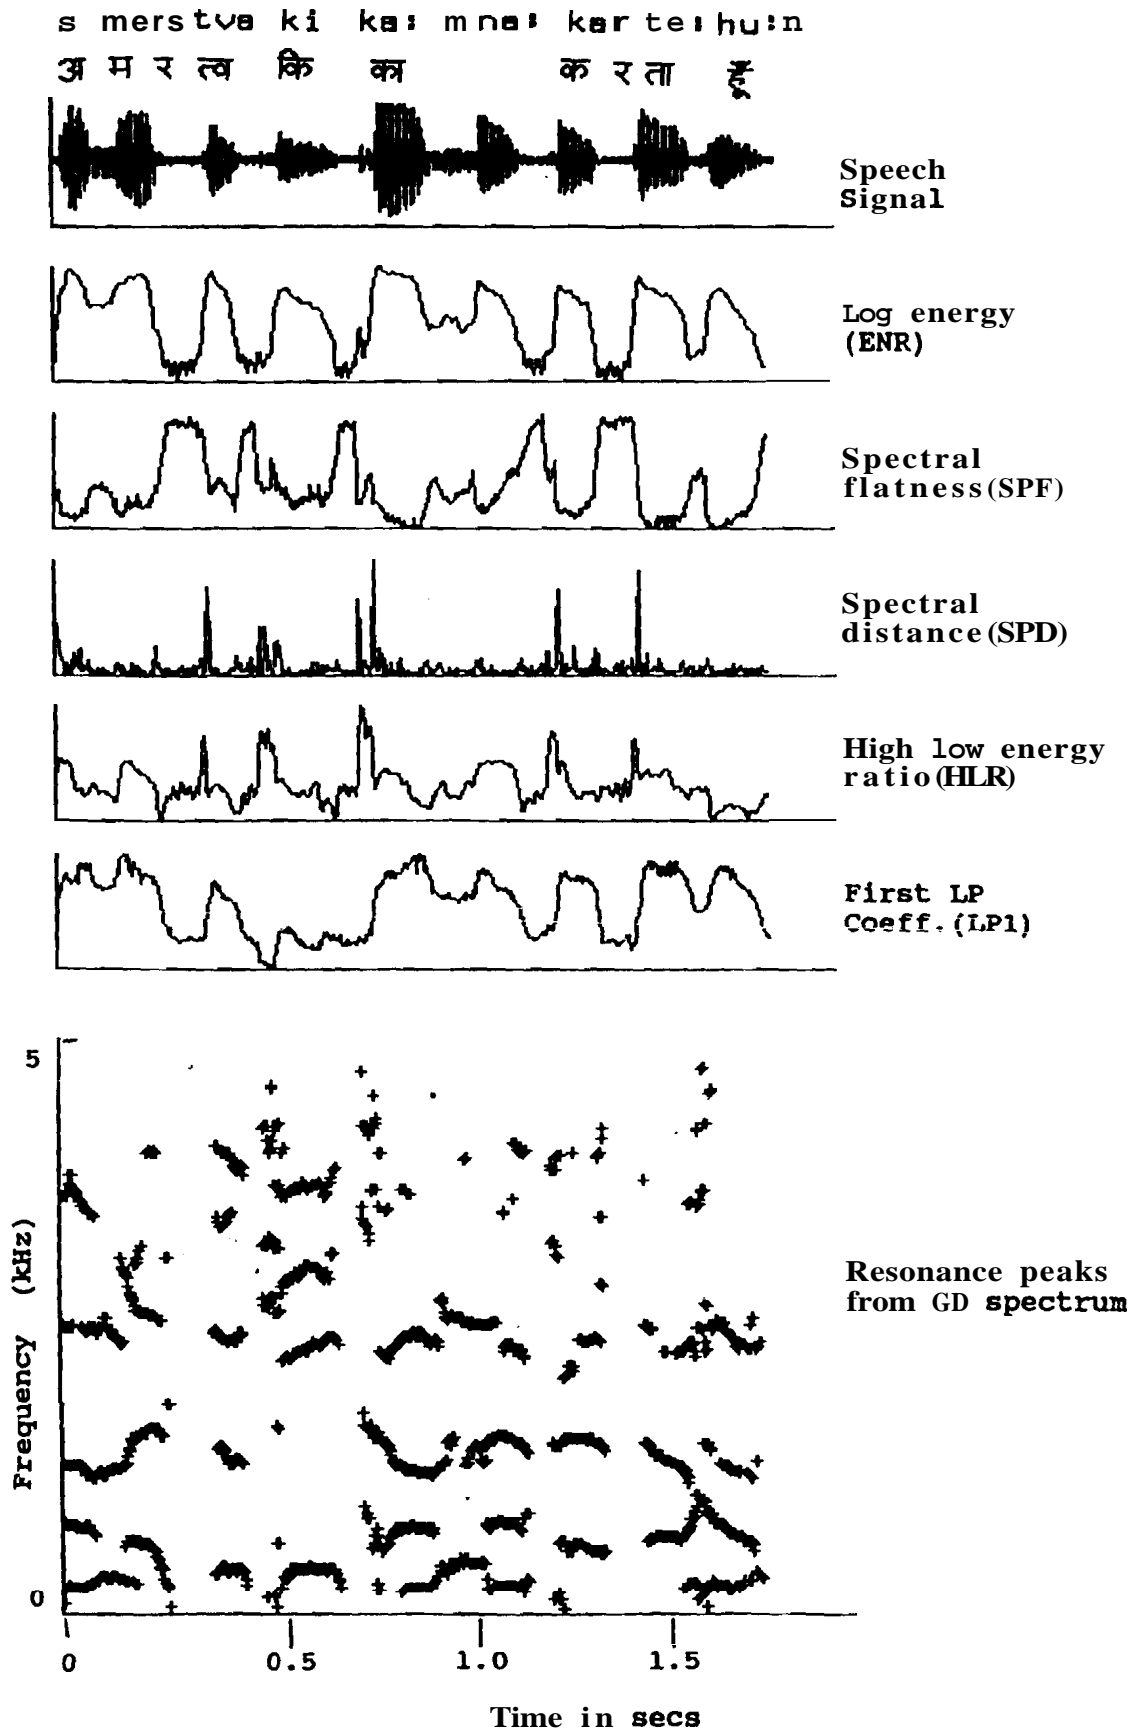 s mers tva ki ka: mna: kar te: hu:n
अ म र त्व कि का क र ता हूँ
Speech
Signal
Log energy
(ENR)
Spectral
flatness(SPF)
Spectral
distance(SPD)
High low energy
ratio(HLR)
First LP
Coeff.(LP1)
5
Frequency (kHz)
0
Resonance peaks
from GD spectrum
0 0.5 1.0 1.5
Time in secs